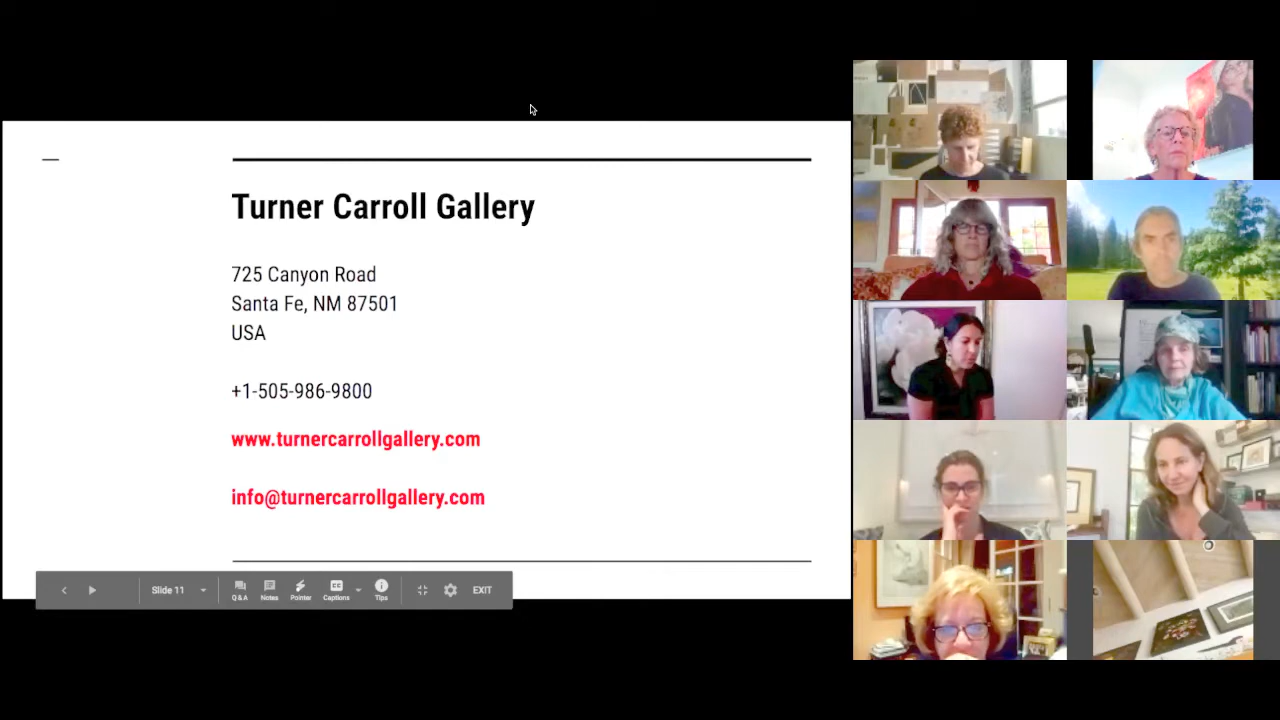 Turner Carroll Gallery
725 Canyon Road
Santa Fe, NM 87501
USA
+1-505-986-9800
www.turnercarrollgallery.com
info@turnercarrollgallery.com
Slide 11
Q&A
Notes
Pointer
Captions
Tips
EXIT